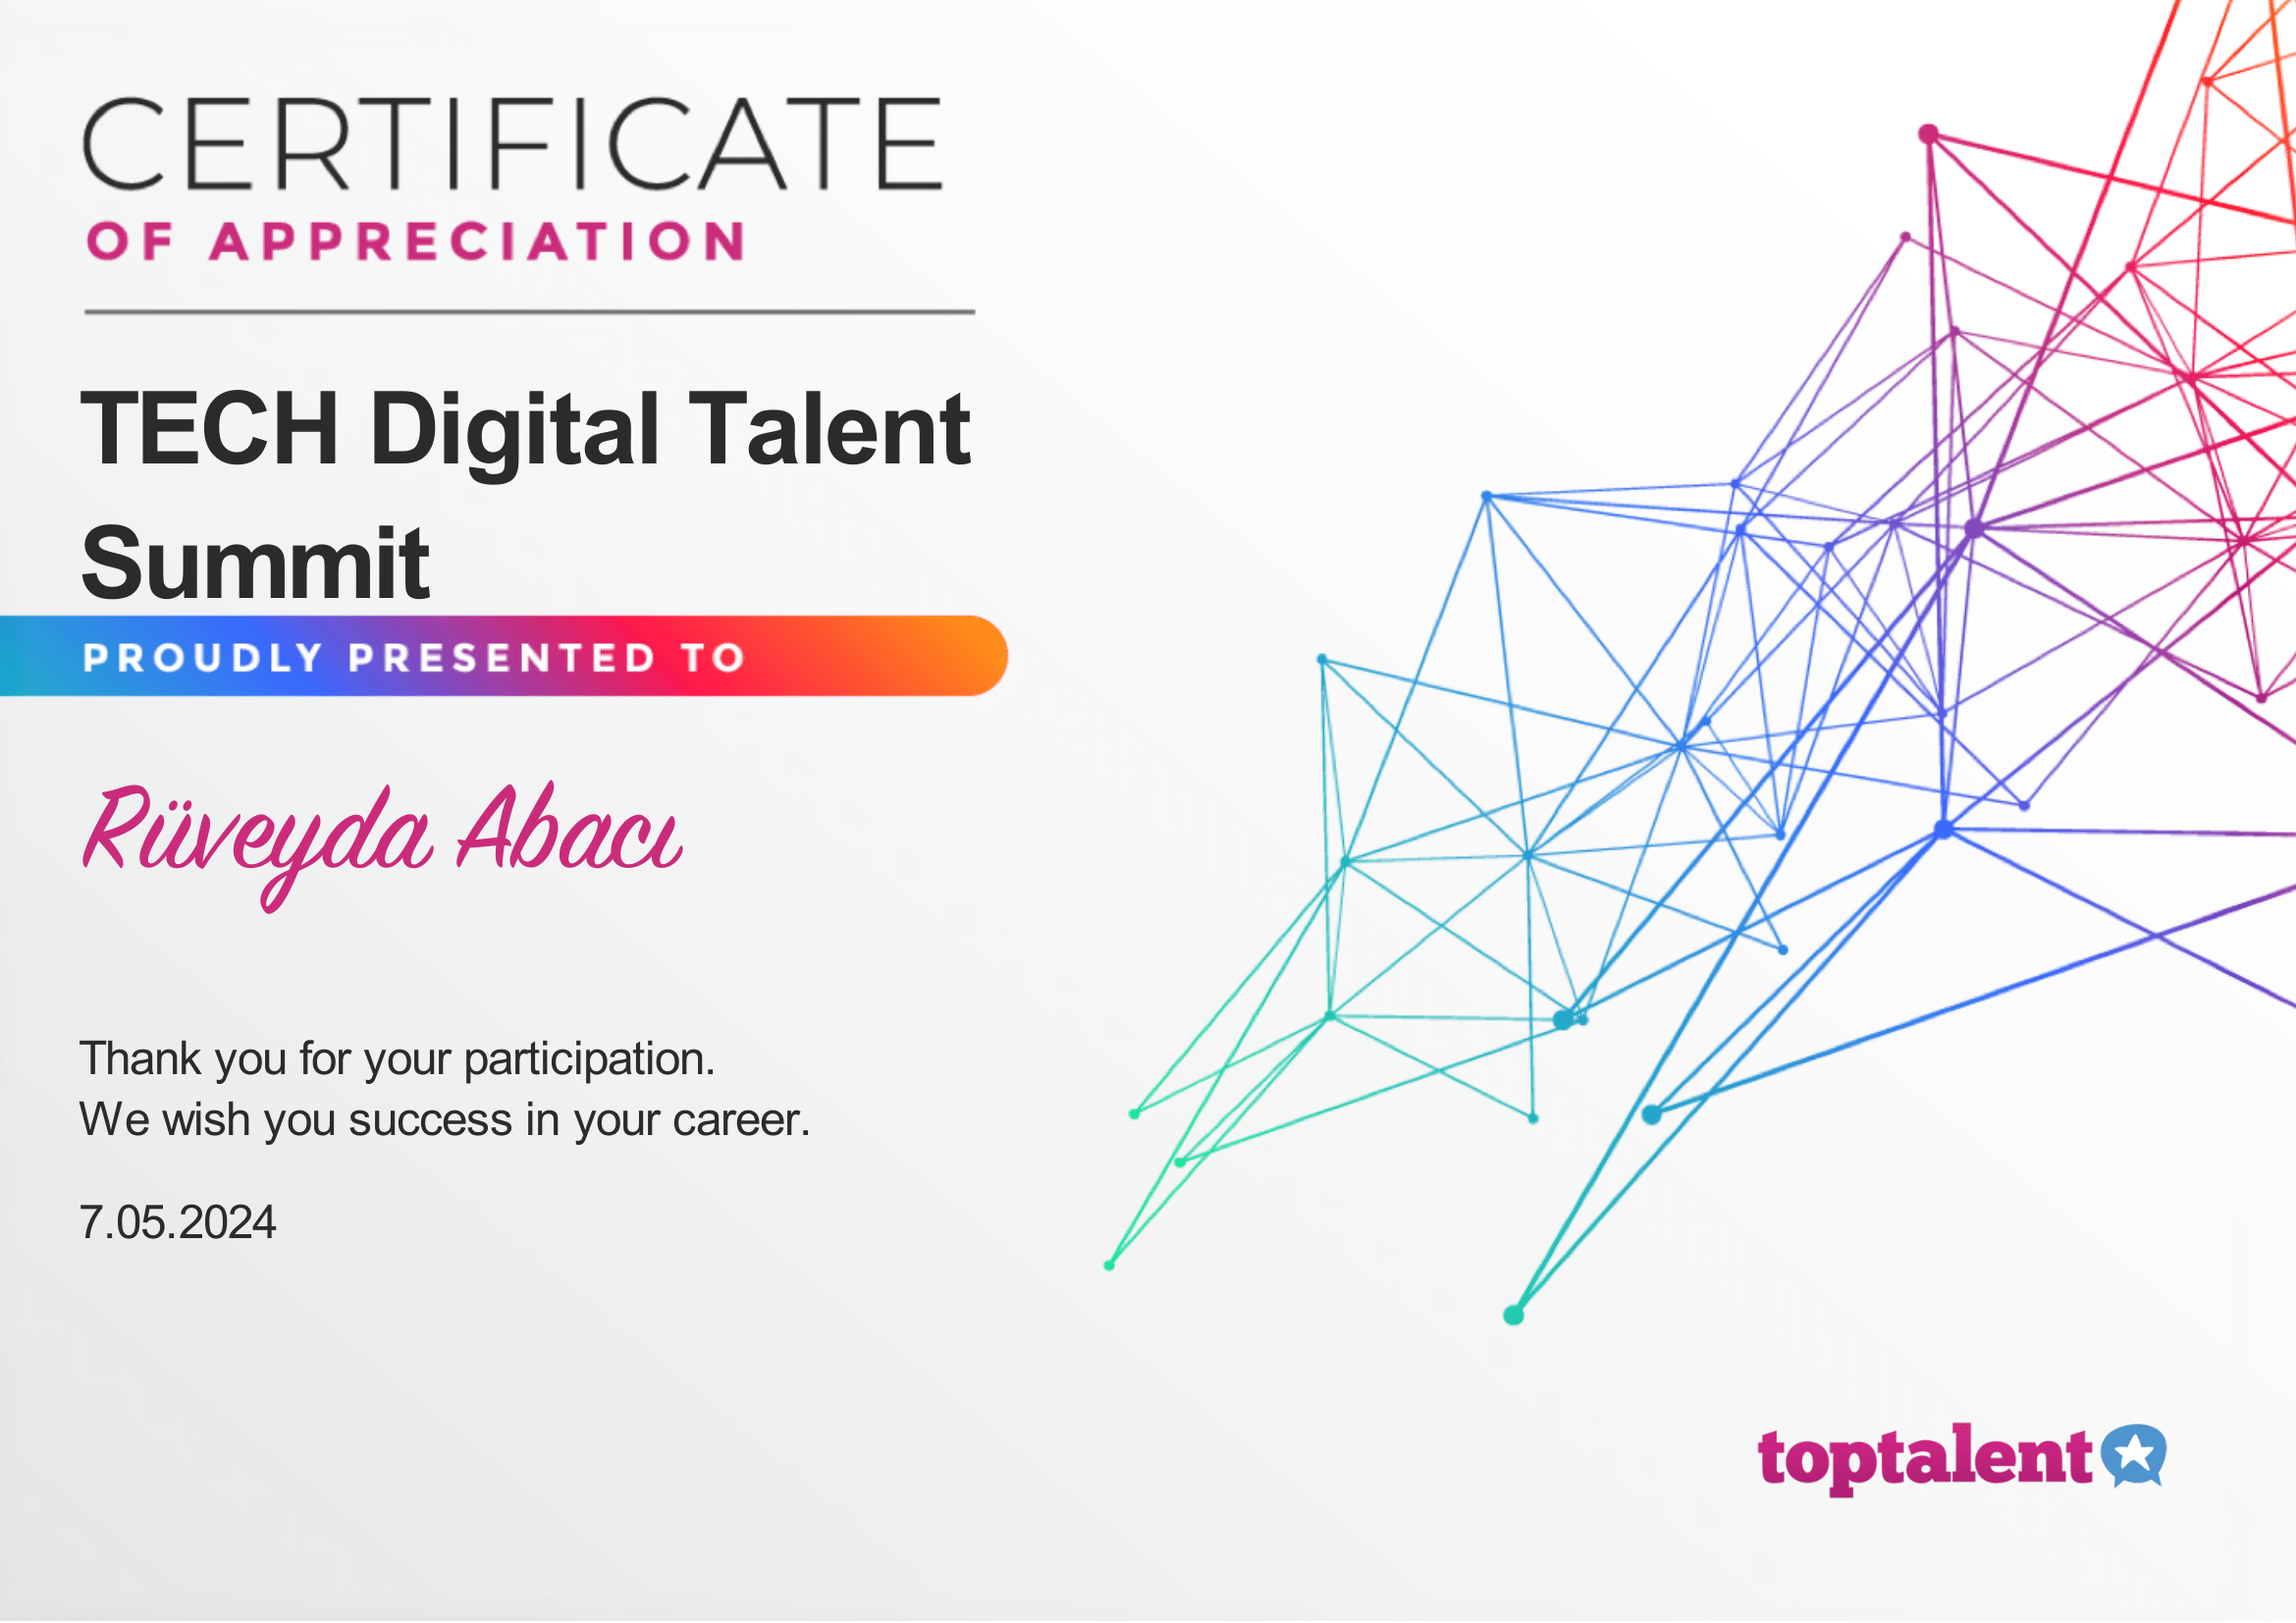 CERTIFICATE
OF APPRECIATION
TECH Digital Talent
Summit
PROUDLY PRESENTED TO
Rüveyda Abacı
Thank you for your participation.
We wish you success in your career.
7.05.2024
toptalent